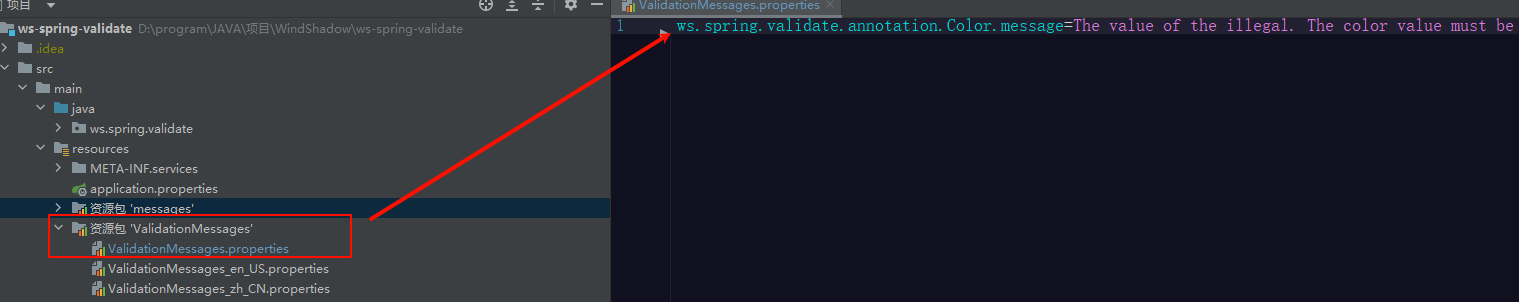 项目
ws-spring-validate D:\program\JAVA\项目\WindShadow\ws-spring-validate
.idea
src
main
java
ws.spring.validate
resources
META-INF.services
application.properties
资源包 'messages'
资源包 'ValidationMessages'
ValidationMessages.properties
ValidationMessages_en_US.properties
ValidationMessages_zh_CN.properties
ValidationMessages.properties
1 ws.spring.validate.annotation.Color.message=The value of the illegal. The color value must be